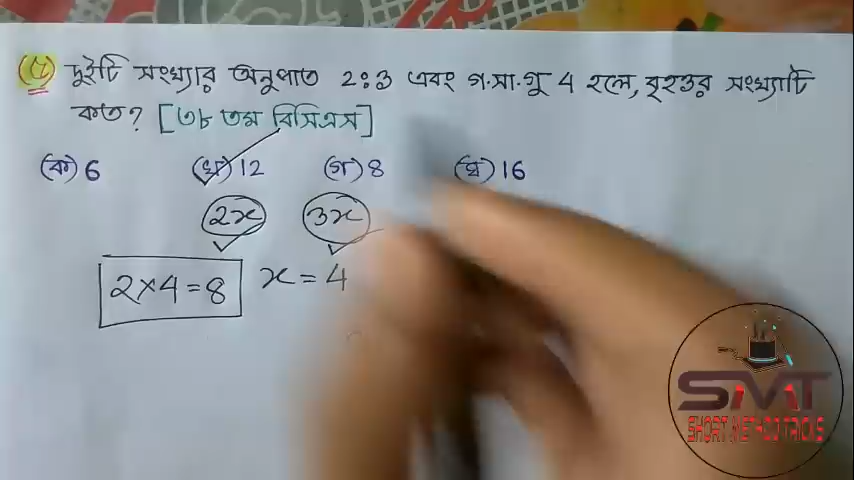 (৫) দুইটি সংখ্যার অনুপাত 2:3 এবং গ.সা.গু 4 হলে, বৃহত্তর সংখ্যাটি
কত? [৩৮ তম বিসিএস]
(ক) 6 (খ) 12 (গ) 8 (ঘ) 16
2x 3x
2×4=8 x=4
SMT
SHORT METHOD TRICKS